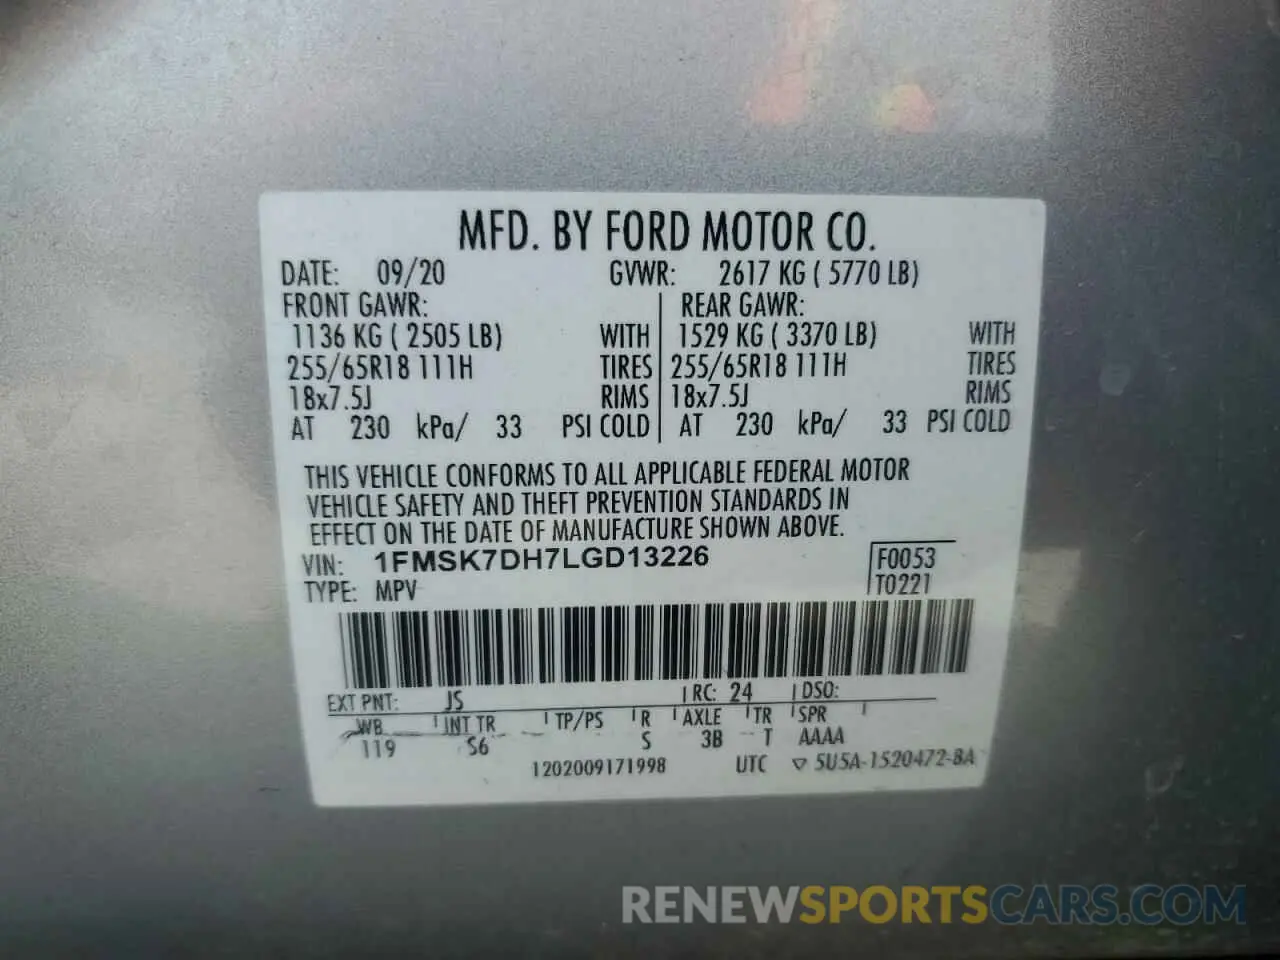 MFD. BY FORD MOTOR CO.
DATE: 09/20 GVWR: 2617 KG ( 5770 LB)
FRONT GAWR: REAR GAWR:
1136 KG ( 2505 LB) WITH 1529 KG ( 3370 LB) WITH
255/65R18 111H TIRES 255/65R18 111H TIRES
18x7.5J RIMS 18x7.5J RIMS
AT 230 kPa/ 33 PSI COLD AT 230 kPa/ 33 PSI COLD
THIS VEHICLE CONFORMS TO ALL APPLICABLE FEDERAL MOTOR
VEHICLE SAFETY AND THEFT PREVENTION STANDARDS IN
EFFECT ON THE DATE OF MANUFACTURE SHOWN ABOVE.
VIN: 1FMSK7DH7LGD13226 F0053
TYPE: MPV T0221
EXT PNT: JS RC: 24 DSO:
WB INT TR TP/PS R AXLE TR SPR
119 S6 S 3B T AAAA
1202009171998 UTC ▽ 5U5A-1520472-BA
RENEWSPORTSCARS.COM